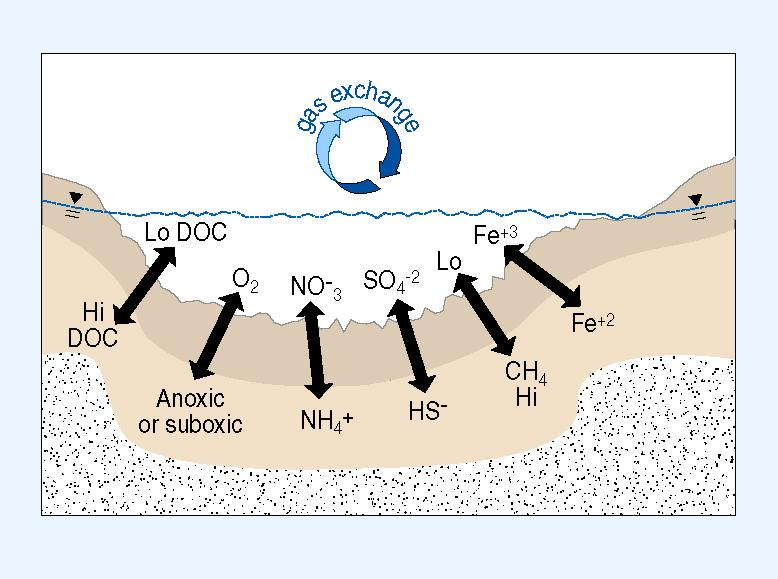 gas exchange
Lo DOC
Fe+3
Lo
O2
NO-3
SO4-2
Hi
DOC
Fe+2
CH4
Hi
Anoxic
or suboxic
NH4+
HS-